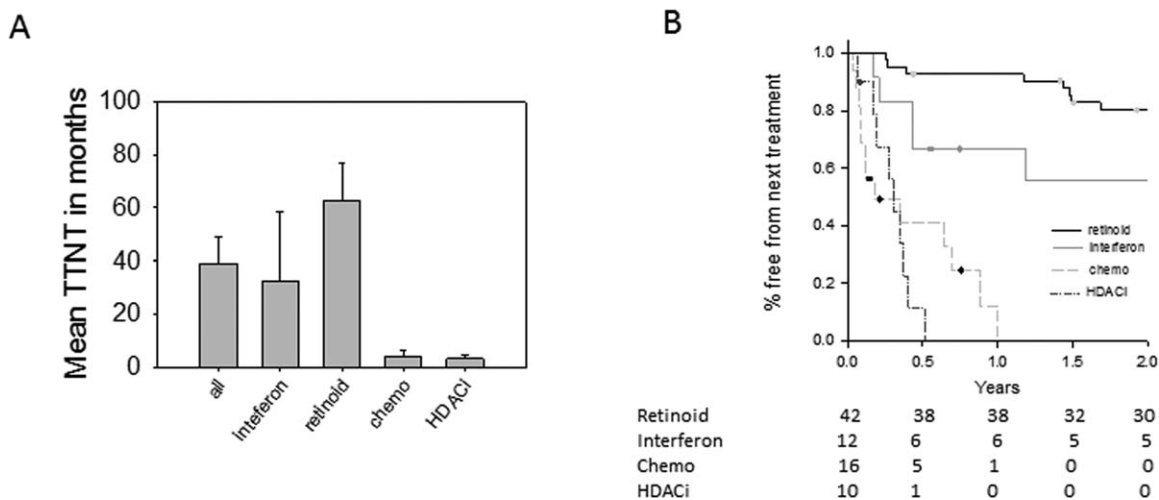 A
Mean TTNT in months
100
80
60
40
20
0
all
inteferon
retinoid
chemo
HDACi
B
% free from next treatment
1.0
0.8
0.6
0.4
0.2
0.0
retinoid
Interferon
chemo
HDACI
0.0 0.5 1.0 1.5 2.0
Years
Retinoid 42 38 38 32 30
Interferon 12 6 6 5 5
Chemo 16 5 1 0 0
HDACi 10 1 0 0 0